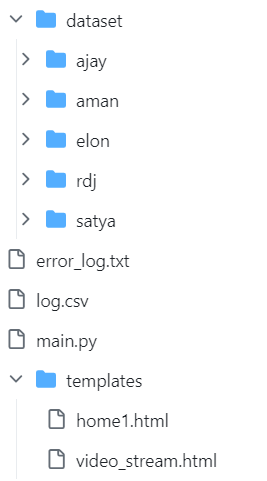 dataset
ajay
aman
elon
rdj
satya
error_log.txt
log.csv
main.py
templates
home1.html
video_stream.html